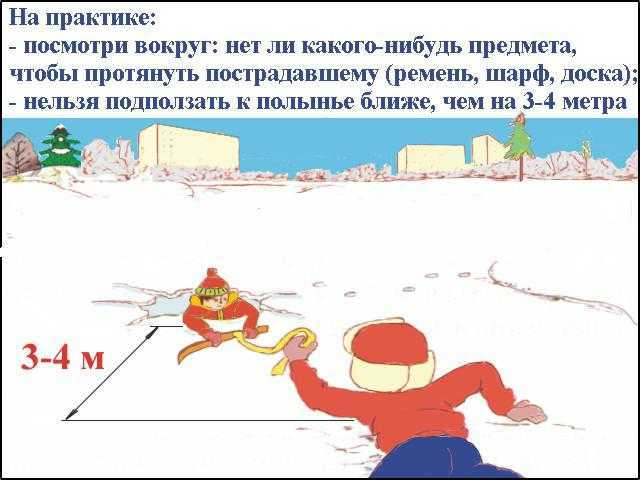 На практике:
- посмотри вокруг: нет ли какого-нибудь предмета,
чтобы протянуть пострадавшему (ремень, шарф, доска);
- нельзя подползать к полынье ближе, чем на 3-4 метра
3-4 м